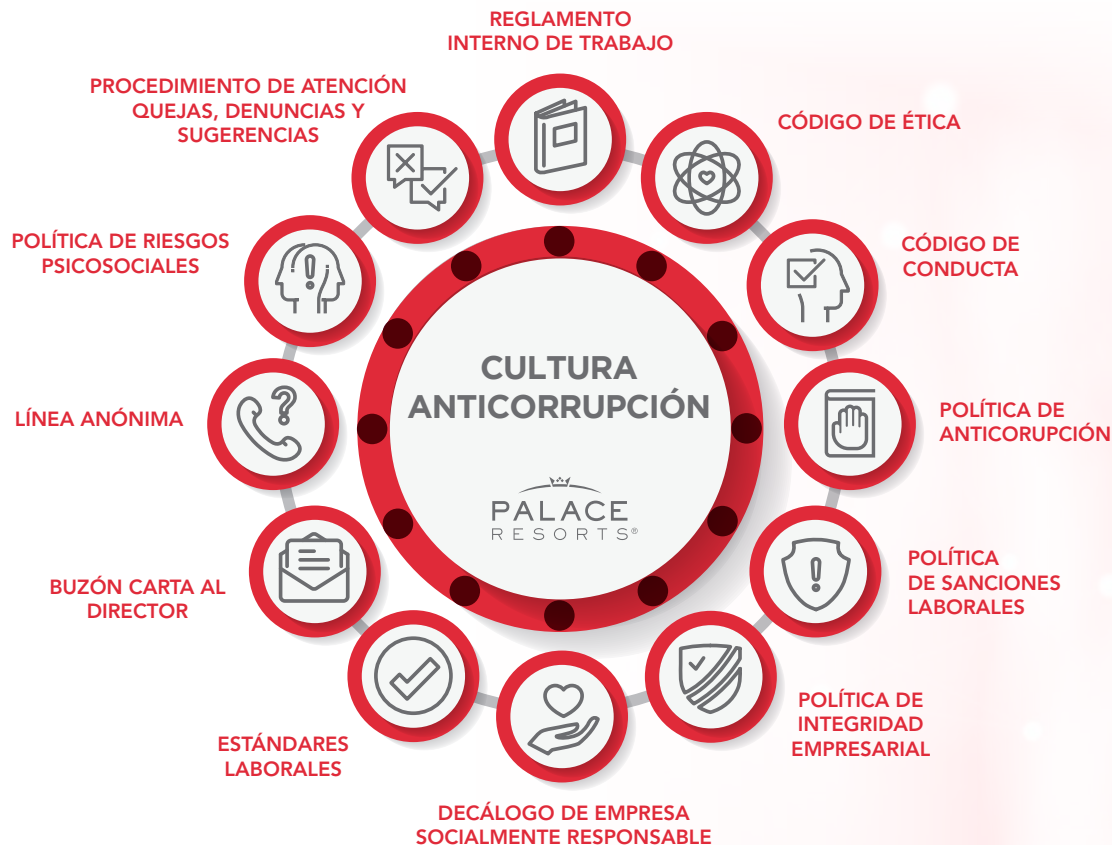 REGLAMENTO
INTERNO DE TRABAJO
CÓDIGO DE ÉTICA
CÓDIGO DE
CONDUCTA
POLÍTICA DE
ANTICORUPCIÓN
POLÍTICA
DE SANCIONES
LABORALES
POLÍTICA DE
INTEGRIDAD
EMPRESARIAL
DECÁLOGO DE EMPRESA
SOCIALMENTE RESPONSABLE
ESTÁNDARES
LABORALES
BUZÓN CARTA AL
DIRECTOR
LÍNEA ANÓNIMA
POLÍTICA DE RIESGOS
PSICOSOCIALES
PROCEDIMIENTO DE ATENCIÓN
QUEJAS, DENUNCIAS Y
SUGERENCIAS
CULTURA
ANTICORRUPCIÓN
PALACE
RESORTS®